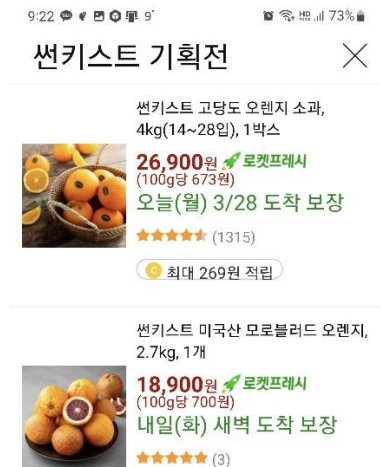 9:22 9°
73%
썬키스트 기획전
썬키스트 고당도 오렌지 소과,
4kg(14~28입), 1박스
26,900원 로켓프레시
(100g당 673원)
오늘(월) 3/28 도착 보장
(1315)
C 최대 269원 적립
썬키스트 미국산 모로블러드 오렌지,
2.7kg, 1개
18,900원 로켓프레시
(100g당 700원)
내일(화) 새벽 도착 보장
(3)